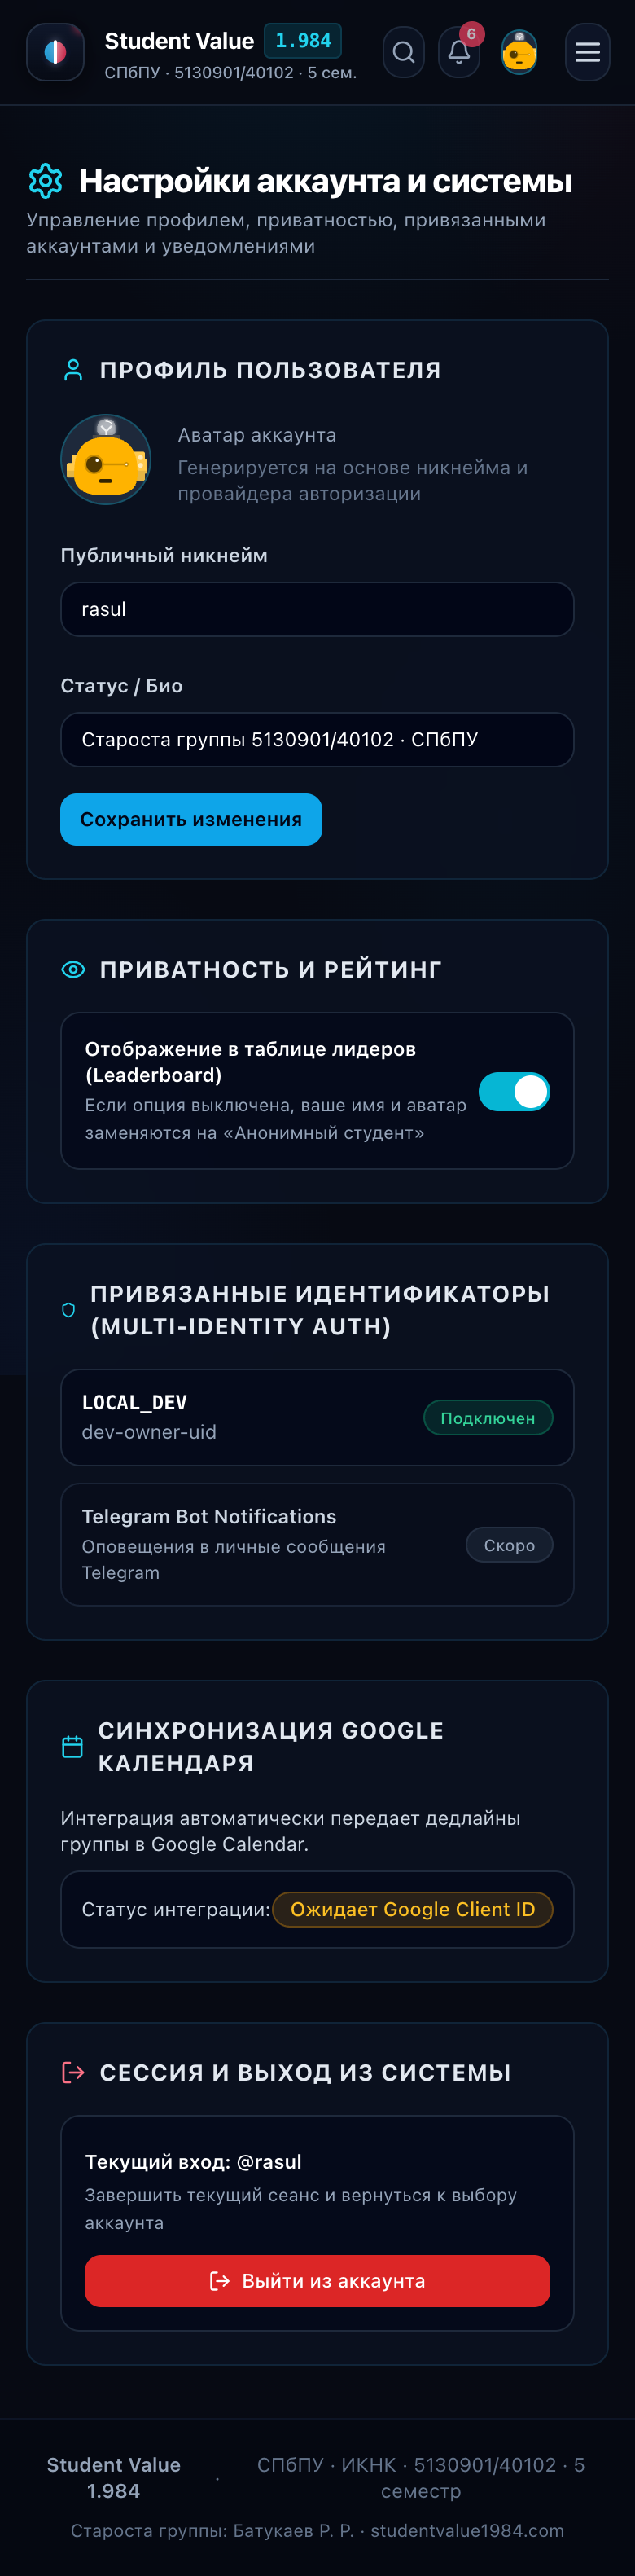 Student Value 1.984
СПбПУ · 5130901/40102 · 5 сем.
6
Настройки аккаунта и системы
Управление профилем, приватностью, привязанными
аккаунтами и уведомлениями
ПРОФИЛЬ ПОЛЬЗОВАТЕЛЯ
Аватар аккаунта
Генерируется на основе никнейма и
провайдера авторизации
Публичный никнейм
rasul
Статус / Био
Староста группы 5130901/40102 · СПбПУ
Сохранить изменения
ПРИВАТНОСТЬ И РЕЙТИНГ
Отображение в таблице лидеров
(Leaderboard)
Если опция выключена, ваше имя и аватар
заменяются на «Анонимный студент»
ПРИВЯЗАННЫЕ ИДЕНТИФИКАТОРЫ
(MULTI-IDENTITY AUTH)
LOCAL_DEV
dev-owner-uid
Подключен
Telegram Bot Notifications
Оповещения в личные сообщения
Telegram
Скоро
СИНХРОНИЗАЦИЯ GOOGLE
КАЛЕНДАРЯ
Интеграция автоматически передает дедлайны
группы в Google Calendar.
Статус интеграции: Ожидает Google Client ID
СЕССИЯ И ВЫХОД ИЗ СИСТЕМЫ
Текущий вход: @rasul
Завершить текущий сеанс и вернуться к выбору
аккаунта
Выйти из аккаунта
Student Value
1.984
·
СПбПУ · ИКНК · 5130901/40102 · 5
семестр
Староста группы: Батукаев Р. Р. · studentvalue1984.com